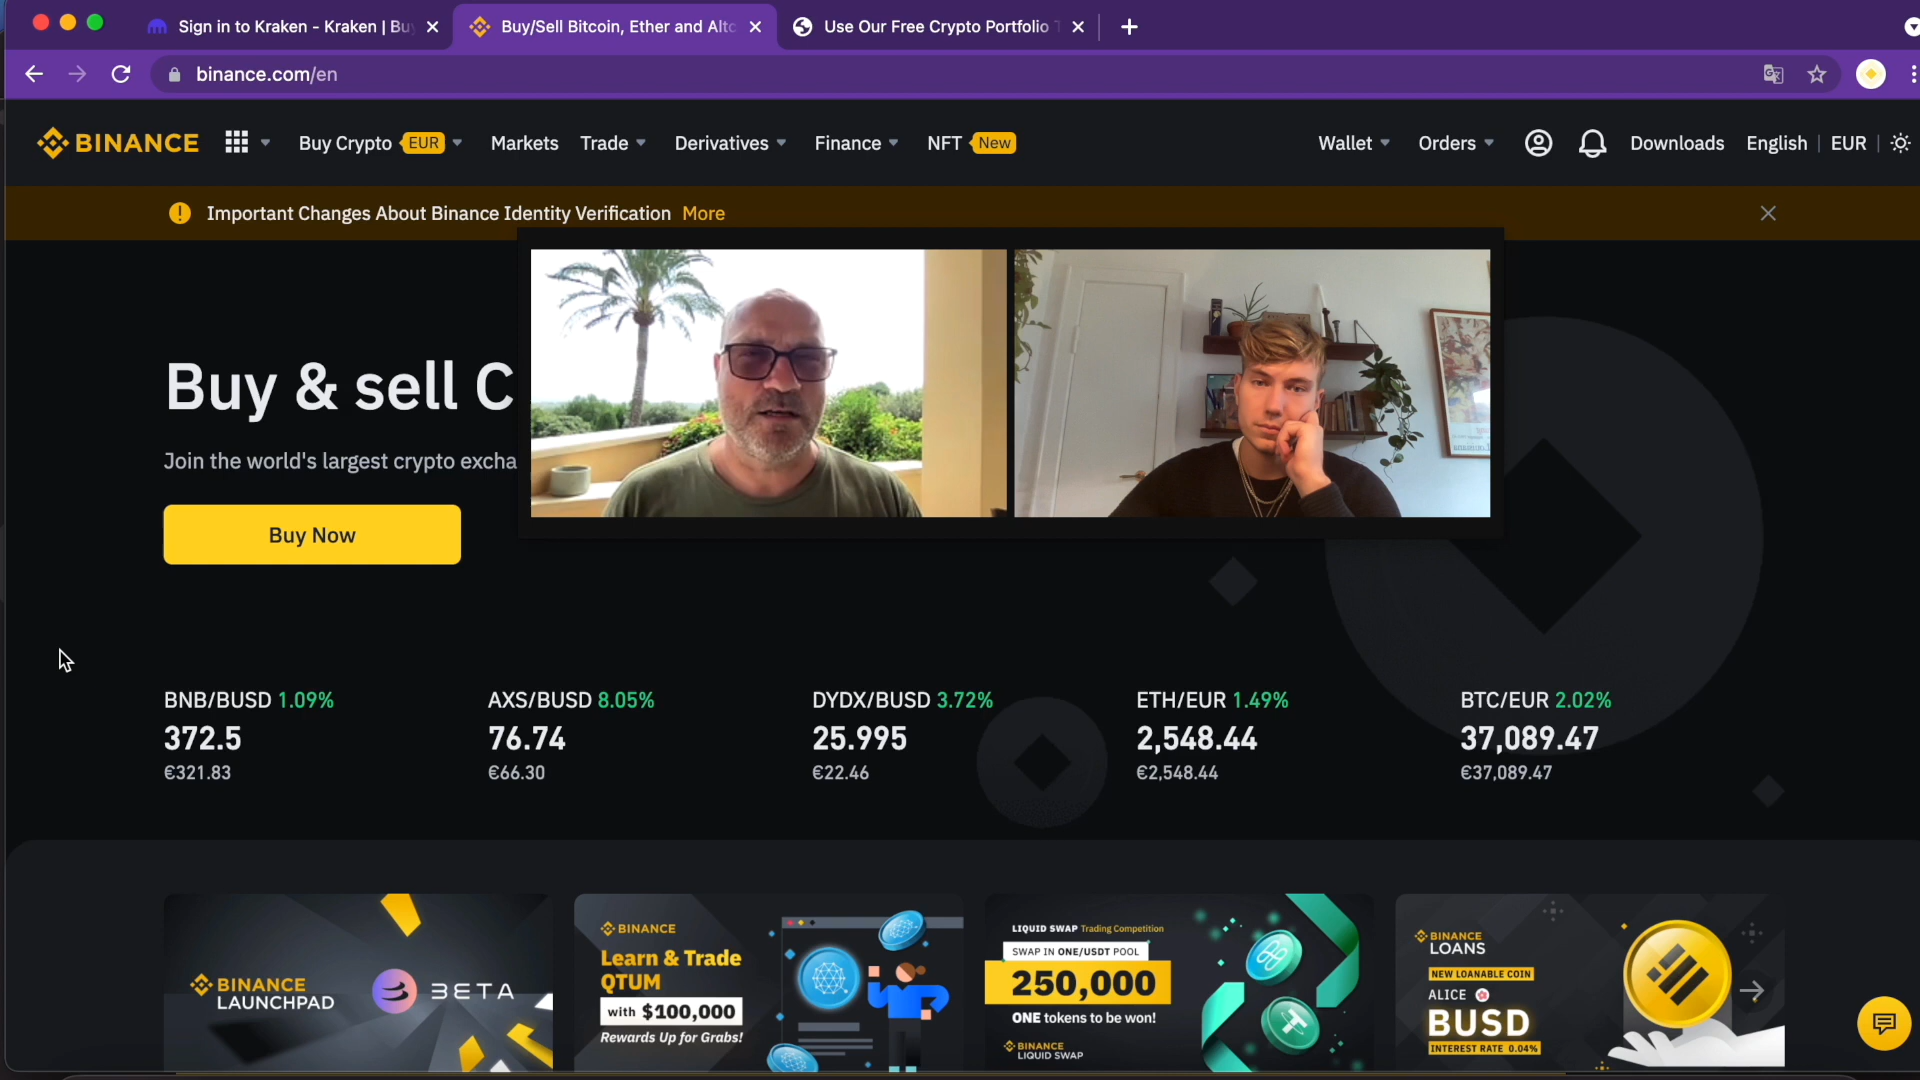 Sign in to Kraken - Kraken | Bu
Buy/Sell Bitcoin, Ether and Altc
Use Our Free Crypto Portfolio T
binance.com/en
BINANCE
Buy Crypto EUR
Markets
Trade
Derivatives
Finance
NFT New
Wallet
Orders
Downloads
English
EUR
Important Changes About Binance Identity Verification More
Buy & sell C
Join the world's largest crypto excha
Buy Now
BNB/BUSD 1.09%
372.5
€321.83
AXS/BUSD 8.05%
76.74
€66.30
DYDX/BUSD 3.72%
25.995
€22.46
ETH/EUR 1.49%
2,548.44
€2,548.44
BTC/EUR 2.02%
37,089.47
€37,089.47
BINANCE
LAUNCHPAD
BETA
BINANCE
Learn & Trade
QTUM
with $100,000
Rewards Up for Grabs!
LIQUID SWAP Trading Competition
SWAP IN ONE/USDT POOL
250,000
ONE tokens to be won!
BINANCE
LIQUID SWAP
BINANCE
LOANS
NEW LOANABLE COIN
ALICE
BUSD
INTEREST RATE 0.04%